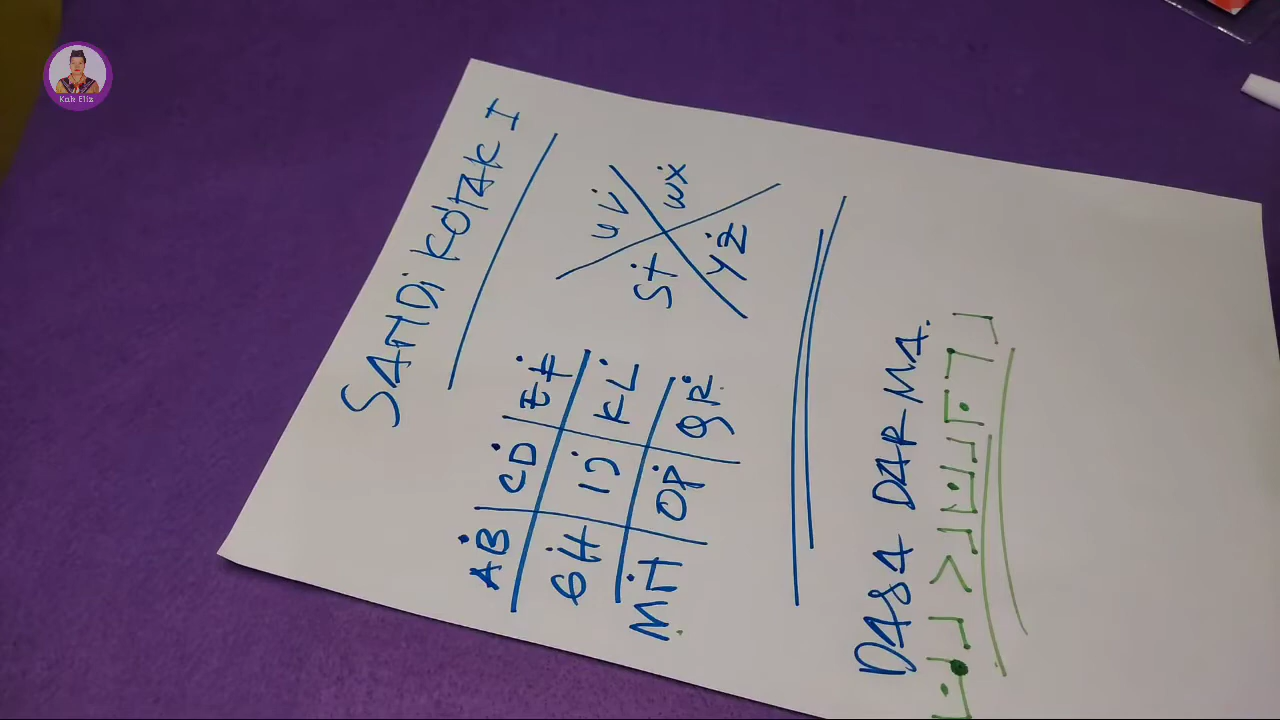 Kak Eliz
SANDi KOTAK I
AB CD EF
GH IJ KL
MN OP QR
UV
ST WX
YZ
DASA DARMA.